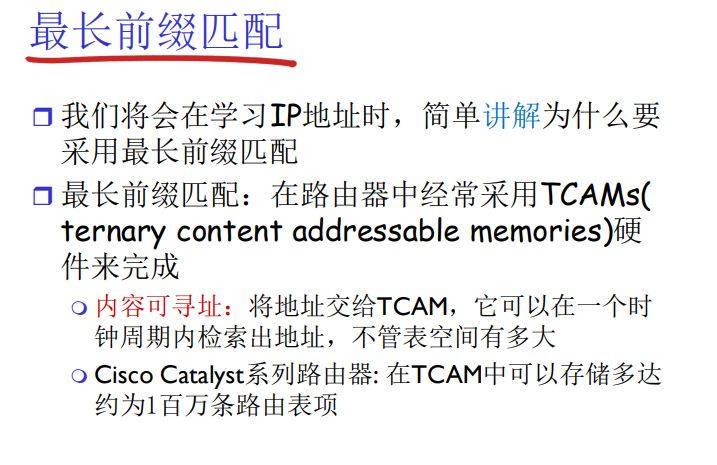 最长前缀匹配
我们将会在学习IP地址时，简单讲解为什么要
采用最长前缀匹配
最长前缀匹配：在路由器中经常采用TCAMs(
ternary content addressable memories)硬
件来完成
内容可寻址：将地址交给TCAM，它可以在一个时
钟周期内检索出地址，不管表空间有多大
Cisco Catalyst系列路由器: 在TCAM中可以存储多达
约为1百万条路由表项